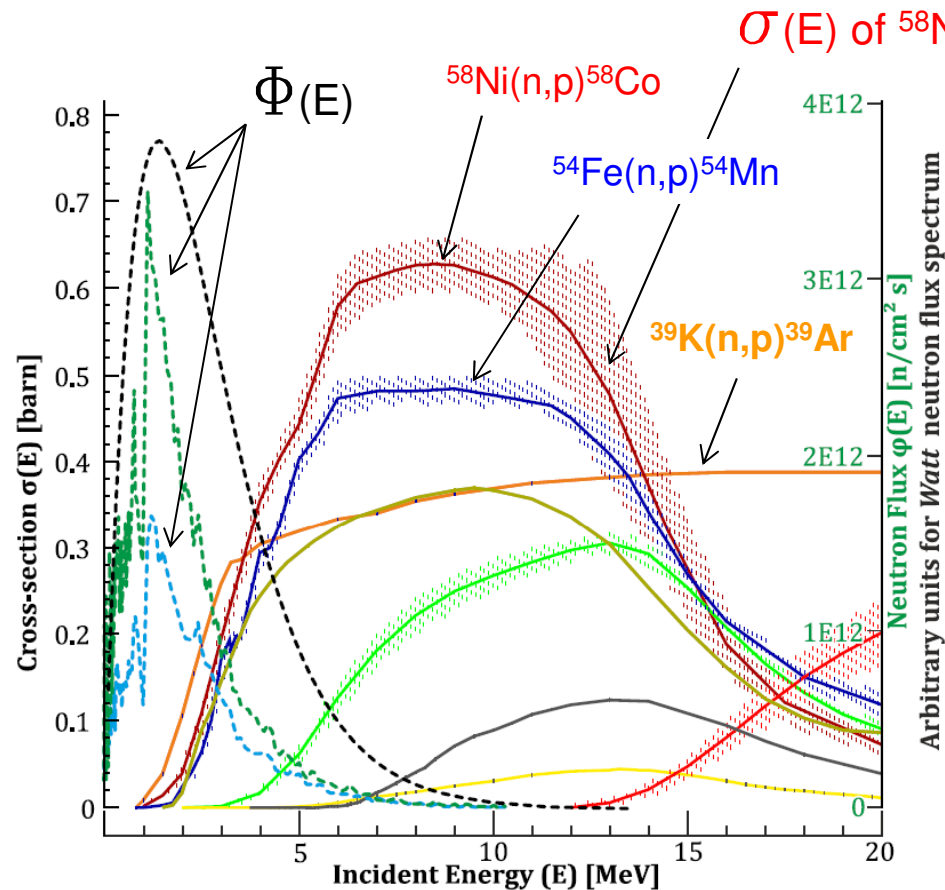 σ(E) of ⁵⁸N
⁵⁸Ni(n,p)⁵⁸Co
Φ(E)
⁵⁴Fe(n,p)⁵⁴Mn
³⁹K(n,p)³⁹Ar
0.8
0.7
0.6
0.5
0.4
0.3
0.2
0.1
0
Cross-section σ(E) [barn]
4E12
3E12
2E12
1E12
0
Neutron Flux φ(E) [n/cm² s]
Arbitrary units for Watt neutron flux spectrum
5
10
15
20
Incident Energy (E) [MeV]